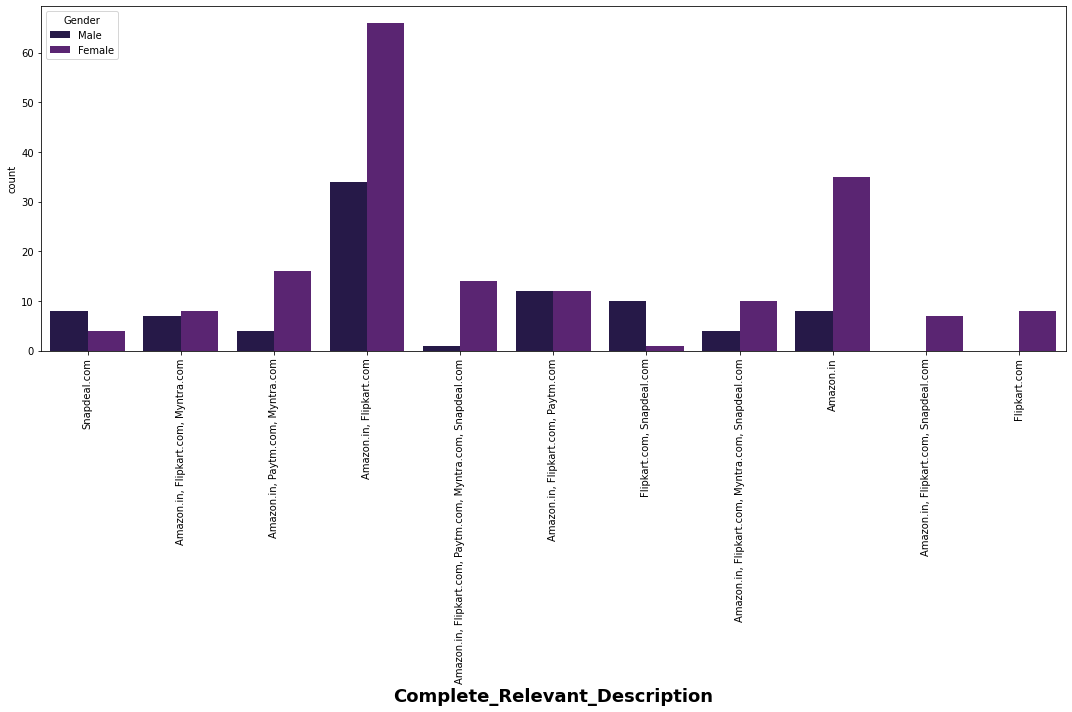 Gender
Male
Female
count
60
50
40
30
20
10
0
Snapdeal.com
Amazon.in, Flipkart.com, Myntra.com
Amazon.in, Paytm.com, Myntra.com
Amazon.in, Flipkart.com
Amazon.in, Flipkart.com, Paytm.com, Myntra.com, Snapdeal.com
Amazon.in, Flipkart.com, Paytm.com
Flipkart.com, Snapdeal.com
Amazon.in, Flipkart.com, Myntra.com, Snapdeal.com
Amazon.in
Amazon.in, Flipkart.com, Snapdeal.com
Flipkart.com
Complete_Relevant_Description